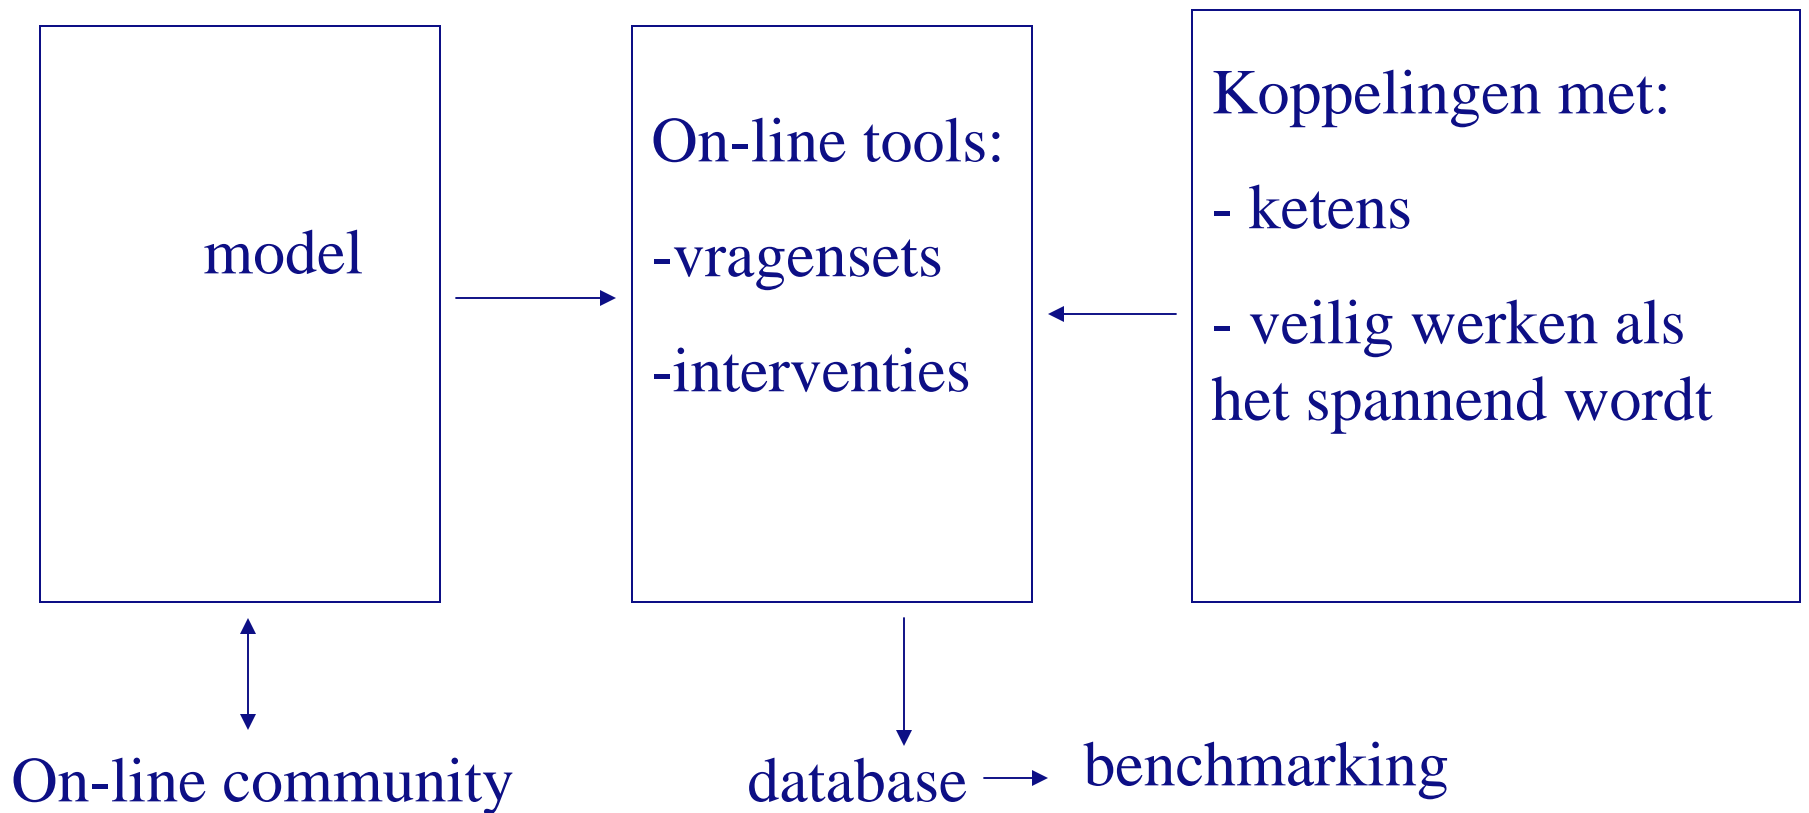 model
On-line tools:
-vragensets
-interventies
Koppelingen met:
- ketens
- veilig werken als
het spannend wordt
On-line community
database
benchmarking